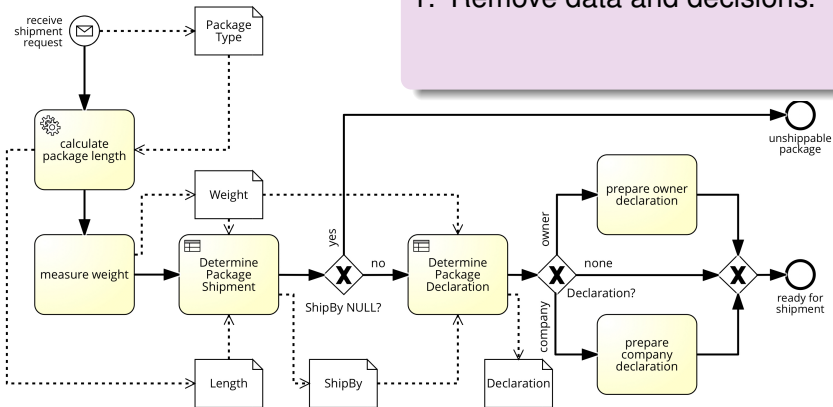 1. Remove data and decisions.
receive
shipment
request
Package
Type
calculate
package length
unshippable
package
Weight
yes
owner
prepare owner
declaration
measure weight
Determine
Package
Shipment
no
Determine
Package
Declaration
none
ShipBy NULL?
Declaration?
ready for
shipment
company
prepare
company
declaration
Length
ShipBy
Declaration